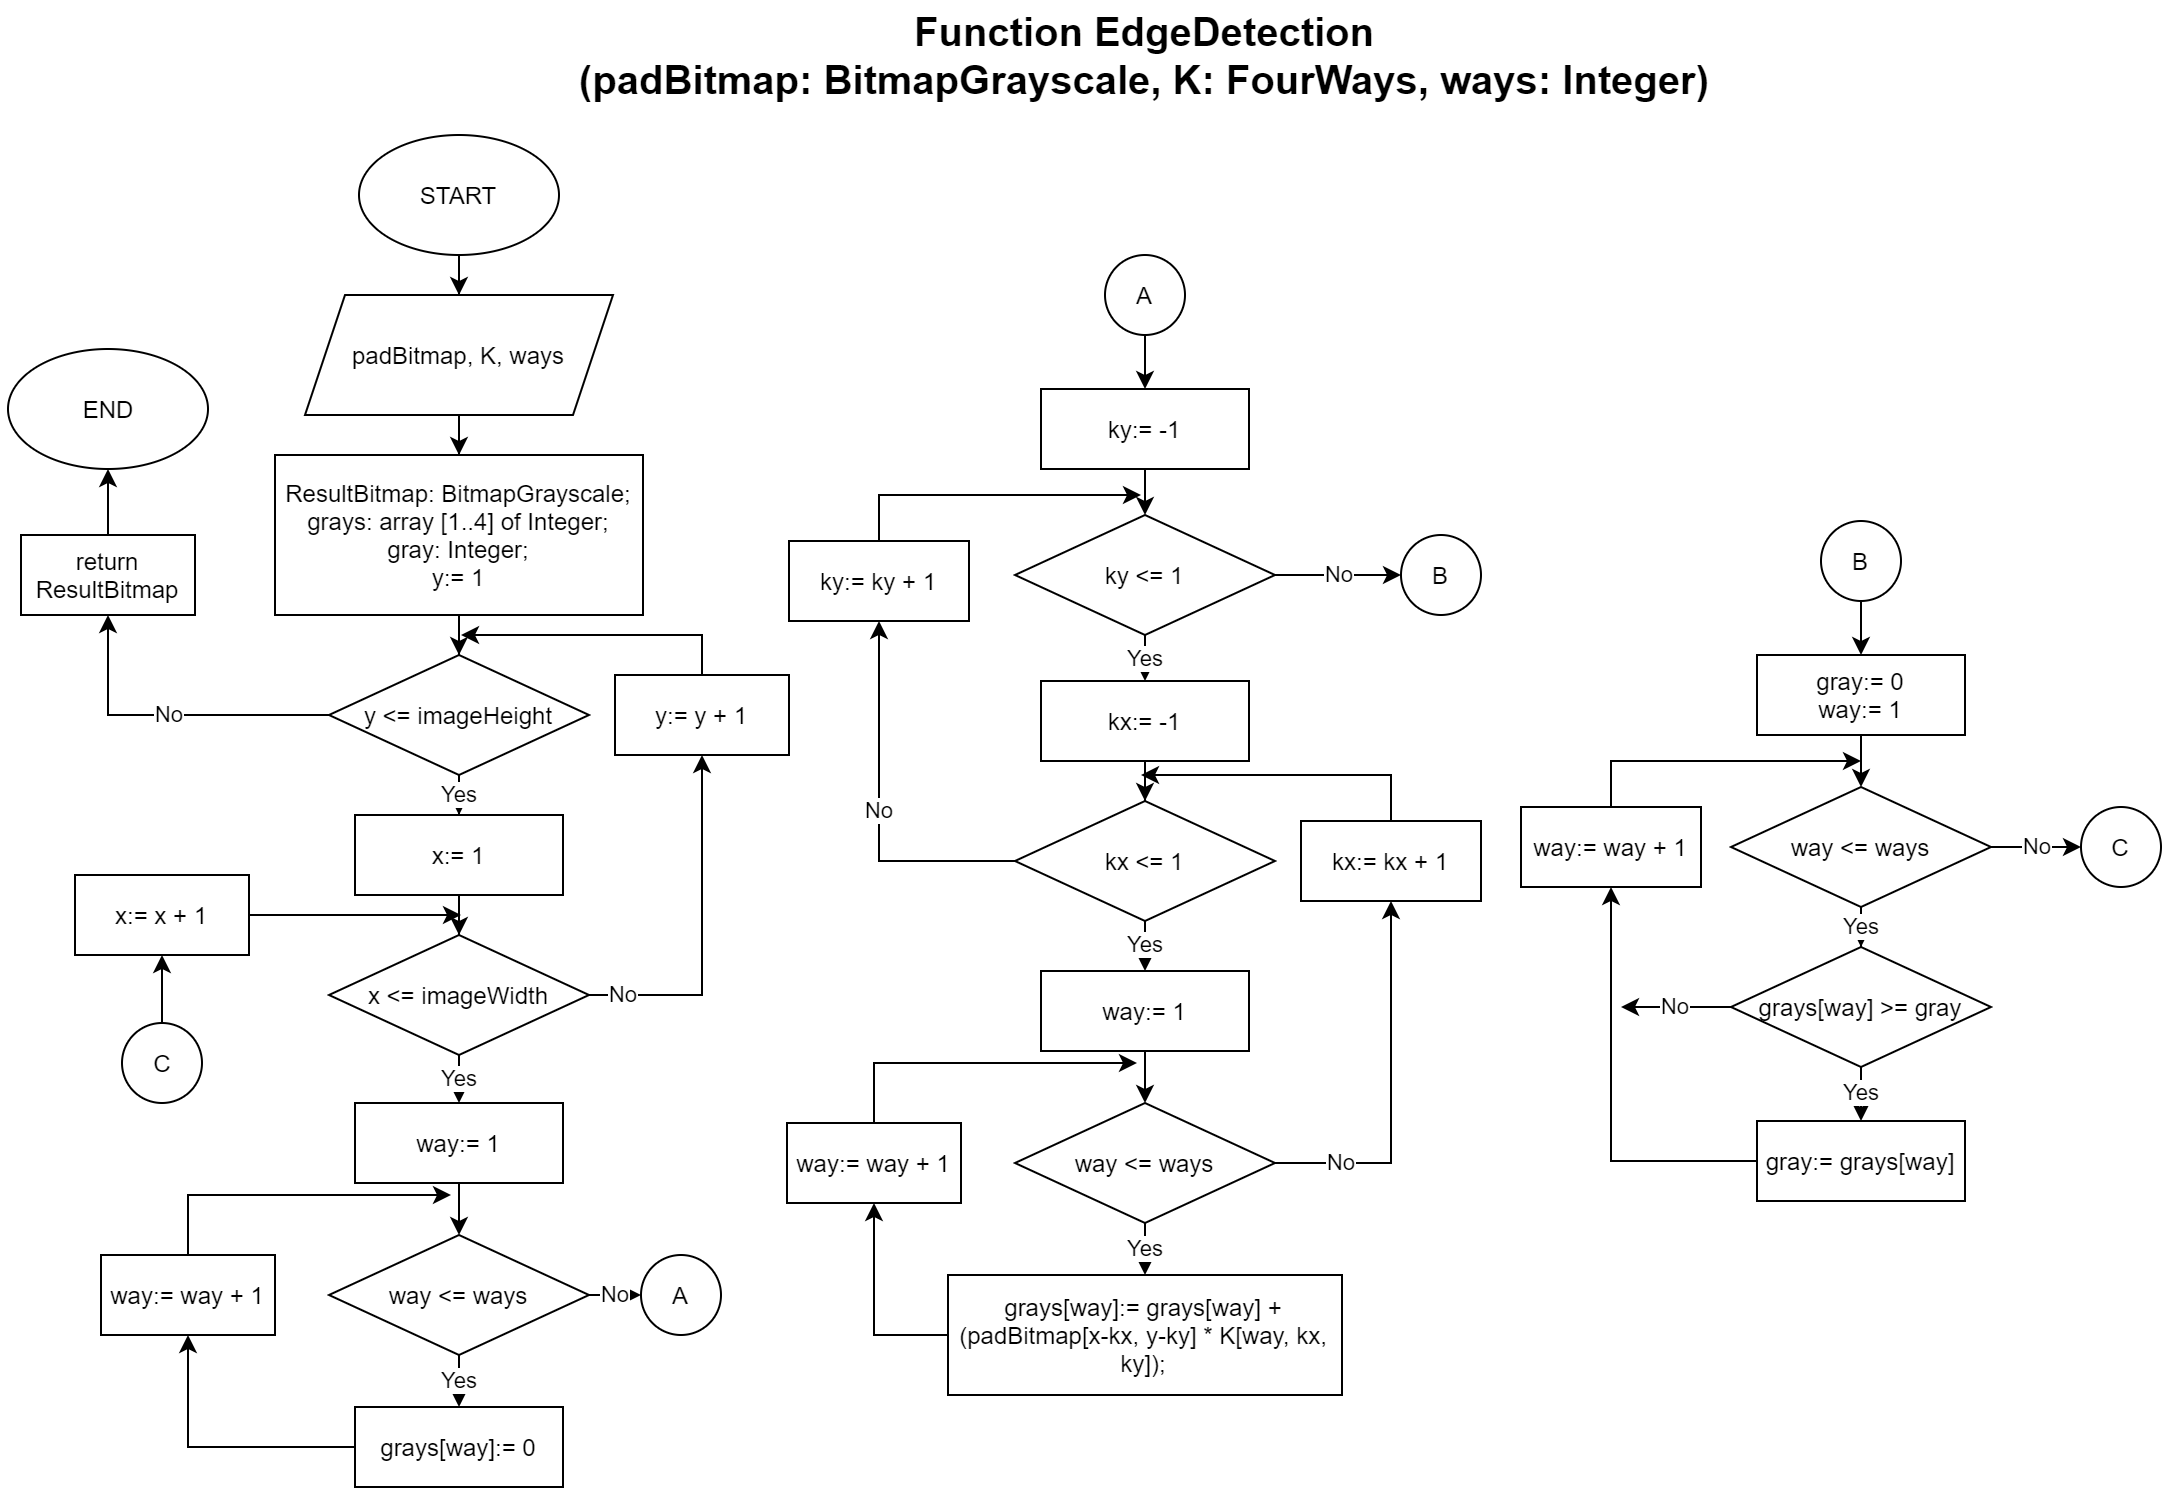 Function EdgeDetection
(padBitmap: BitmapGrayscale, K: FourWays, ways: Integer)
START
padBitmap, K, ways
ResultBitmap: BitmapGrayscale;
grays: array [1..4] of Integer;
gray: Integer;
y:= 1
END
return
ResultBitmap
y <= imageHeight
No
y:= y + 1
Yes
x:= 1
x:= x + 1
x <= imageWidth
No
C
Yes
way:= 1
way:= way + 1
way <= ways
No
A
Yes
grays[way]:= 0
A
ky:= -1
ky:= ky + 1
ky <= 1
No
B
Yes
kx:= -1
No
kx <= 1
kx:= kx + 1
Yes
way:= 1
way:= way + 1
way <= ways
No
Yes
grays[way]:= grays[way] +
(padBitmap[x-kx, y-ky] * K[way, kx,
ky]);
B
gray:= 0
way:= 1
way:= way + 1
way <= ways
No
C
Yes
grays[way] >= gray
No
Yes
gray:= grays[way]